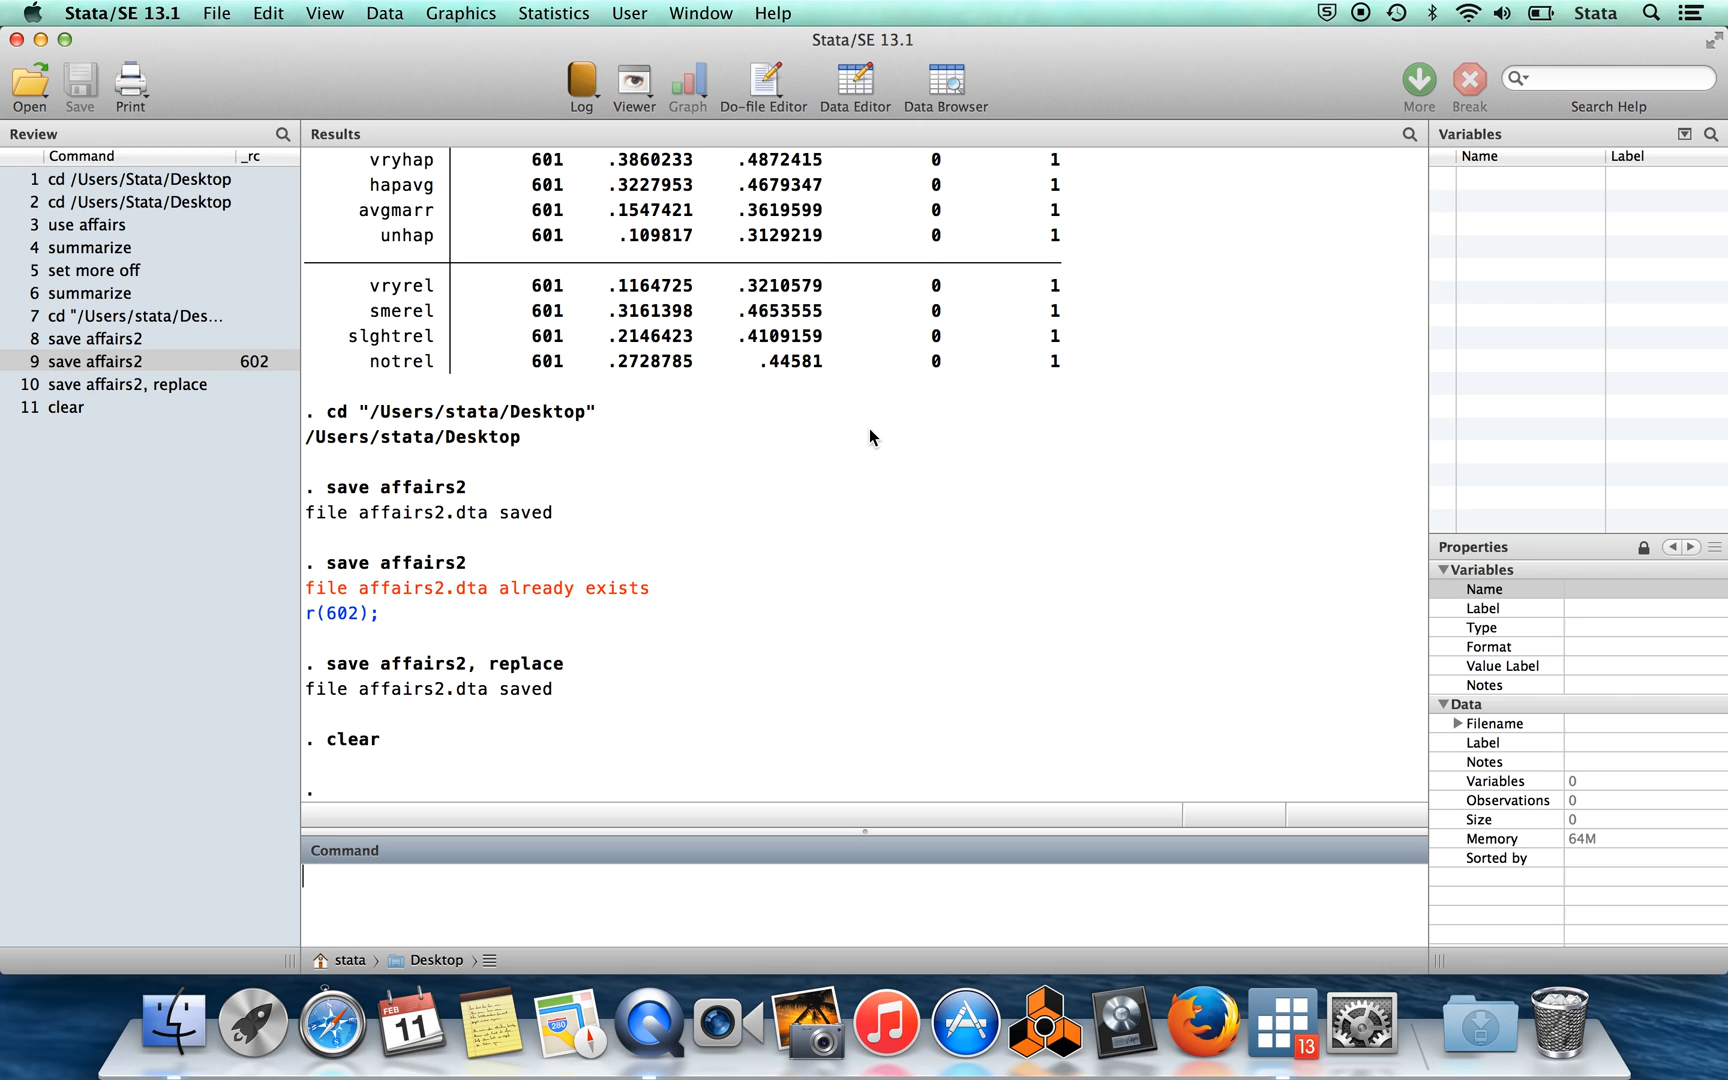 Stata/SE 13.1 File Edit View Data Graphics Statistics User Window Help Stata
Stata/SE 13.1
Open Save Print Log Viewer Graph Do-file Editor Data Editor Data Browser More Break Search Help
Review
Command _rc
1 cd /Users/Stata/Desktop
2 cd /Users/Stata/Desktop
3 use affairs
4 summarize
5 set more off
6 summarize
7 cd "/Users/stata/Des...
8 save affairs2
9 save affairs2 602
10 save affairs2, replace
11 clear
Results
vryhap 601 .3860233 .4872415 0 1
hapavg 601 .3227953 .4679347 0 1
avgmarr 601 .1547421 .3619599 0 1
unhap 601 .109817 .3129219 0 1
vryrel 601 .1164725 .3210579 0 1
smerel 601 .3161398 .4653555 0 1
slghtrel 601 .2146423 .4109159 0 1
notrel 601 .2728785 .44581 0 1
. cd "/Users/stata/Desktop"
/Users/stata/Desktop
. save affairs2
file affairs2.dta saved
. save affairs2
file affairs2.dta already exists
r(602);
. save affairs2, replace
file affairs2.dta saved
. clear
.
Command
stata Desktop
Variables
Name Label
Properties
Variables
Name
Label
Type
Format
Value Label
Notes
Data
Filename
Label
Notes
Variables 0
Observations 0
Size 0
Memory 64M
Sorted by
FEB
11
280
13